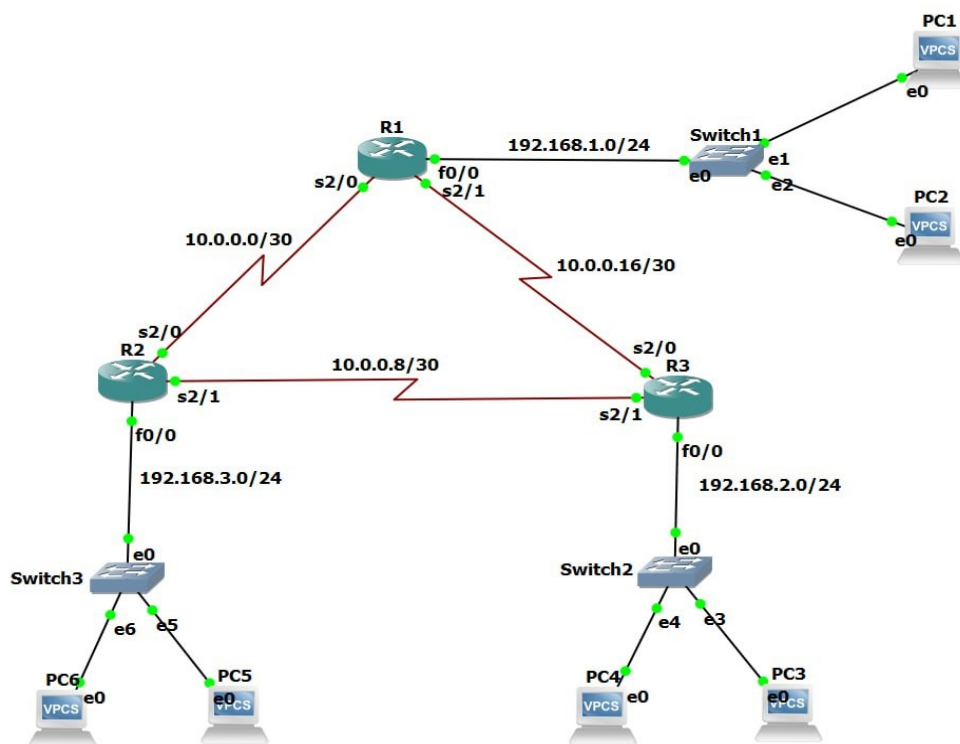 PC1
VPCS
e0
R1
192.168.1.0/24
Switch1
f0/0
e0
e1
s2/0
s2/1
e2
PC2
VPCS
e0
10.0.0.0/30
10.0.0.16/30
s2/0
R2
10.0.0.8/30
s2/0
R3
s2/1
s2/1
f0/0
f0/0
192.168.3.0/24
192.168.2.0/24
e0
e0
Switch3
Switch2
e6
e5
e4
e3
PC6
PC5
PC4
PC3
e0
e0
e0
e0
VPCS
VPCS
VPCS
VPCS